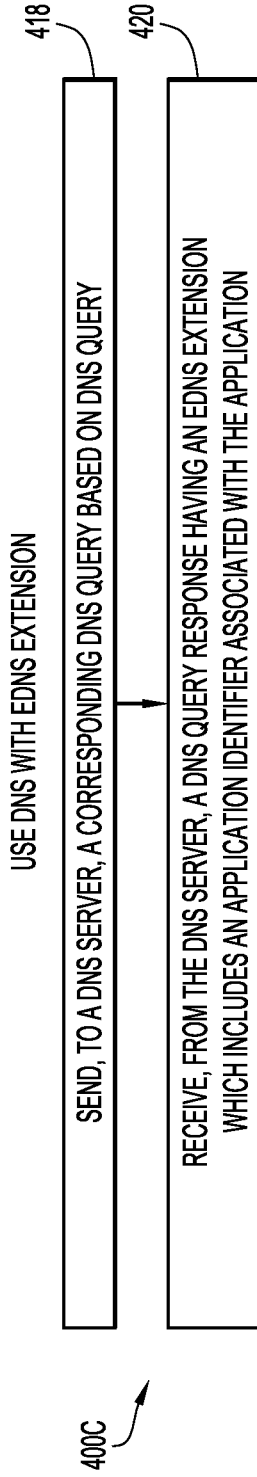 USE DNS WITH EDNS EXTENSION
418
SEND, TO A DNS SERVER, A CORRESPONDING DNS QUERY BASED ON DNS QUERY
420
RECEIVE, FROM THE DNS SERVER, A DNS QUERY RESPONSE HAVING AN EDNS EXTENSION
WHICH INCLUDES AN APPLICATION IDENTIFIER ASSOCIATED WITH THE APPLICATION
400C